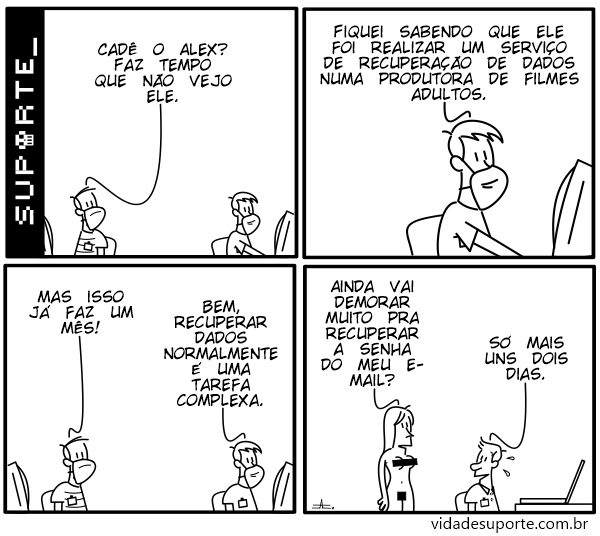 SUPORTE_
CADÊ O ALEX?
FAZ TEMPO
QUE NÃO VEJO
ELE.
FIQUEI SABENDO QUE ELE
FOI REALIZAR UM SERVIÇO
DE RECUPERAÇÃO DE DADOS
NUMA PRODUTORA DE FILMES
ADULTOS.
MAS ISSO
JÁ FAZ UM
MÊS!
BEM,
RECUPERAR
DADOS
NORMALMENTE
É UMA
TAREFA
COMPLEXA.
AINDA VAI
DEMORAR
MUITO PRA
RECUPERAR
A SENHA
DO MEU E-
MAIL?
SÓ MAIS
UNS DOIS
DIAS.
vidadesuporte.com.br